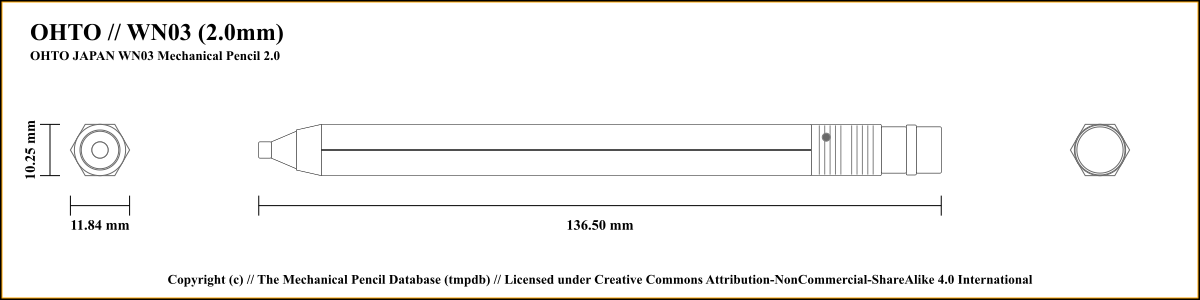 OHTO // WN03 (2.0mm)
OHTO JAPAN WN03 Mechanical Pencil 2.0
10.25 mm
11.84 mm
136.50 mm
Copyright (c) // The Mechanical Pencil Database (tmpdb) // Licensed under Creative Commons Attribution-NonCommercial-ShareAlike 4.0 International